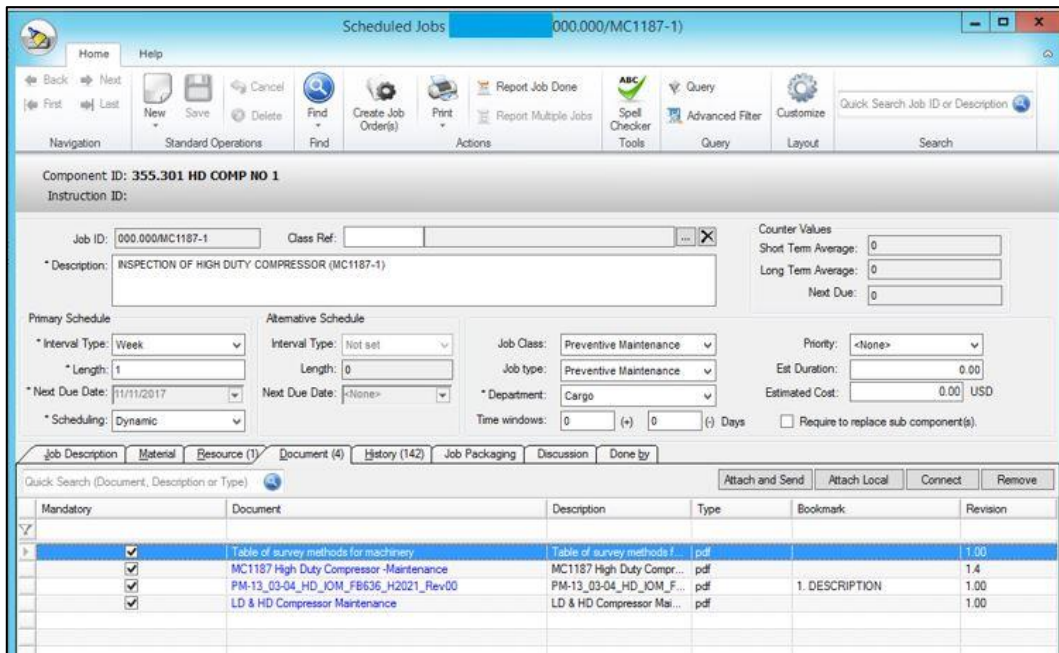 Scheduled Jobs 000.000/MC1187-1)
Home Help
Back Next
First Last
New Save
Cancel
Delete
Find
Create Job Order(s)
Print
Report Job Done
Report Multiple Jobs
ABC
Spell Checker
Query
Advanced Filter
Customize
Quick Search Job ID or Description
Navigation Standard Operations Find Actions Tools Query Layout Search
Component ID: 355.301 HD COMP NO 1
Instruction ID:
Job ID: 000.000/MC1187-1 Class Ref: ...
* Description: INSPECTION OF HIGH DUTY COMPRESSOR (MC1187-1)
Counter Values
Short Term Average: 0
Long Term Average: 0
Next Due: 0
Primary Schedule
* Interval Type: Week
* Length: 1
* Next Due Date: 11/11/2017
* Scheduling: Dynamic
Alternative Schedule
Interval Type: Not set
Length: 0
Next Due Date: <None>
Job Class: Preventive Maintenance
Job type: Preventive Maintenance
* Department: Cargo
Time windows: 0 (+) 0 (-) Days
Priority: <None>
Est Duration: 0.00
Estimated Cost: 0.00 USD
Require to replace sub component(s).
Job Description Material Resource (1) Document (4) History (142) Job Packaging Discussion Done by
Quick Search (Document, Description or Type) Attach and Send Attach Local Connect Remove
Mandatory Document Description Type Bookmark Revision
Table of survey methods for machinery Table of survey methods f... pdf 1.00
MC1187 High Duty Compressor -Maintenance MC1187 High Duty Compr... pdf 1.4
PM-13_03-04_HD_IOM_FB636_H2021_Rev00 PM-13_03-04_HD_IOM_F... pdf 1. DESCRIPTION 1.00
LD & HD Compressor Maintenance LD & HD Compressor Mai... pdf 1.00